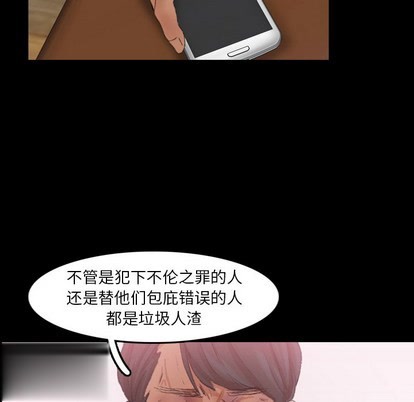 不管是犯下不伦之罪的人
还是替他们包庇错误的人
都是垃圾人渣